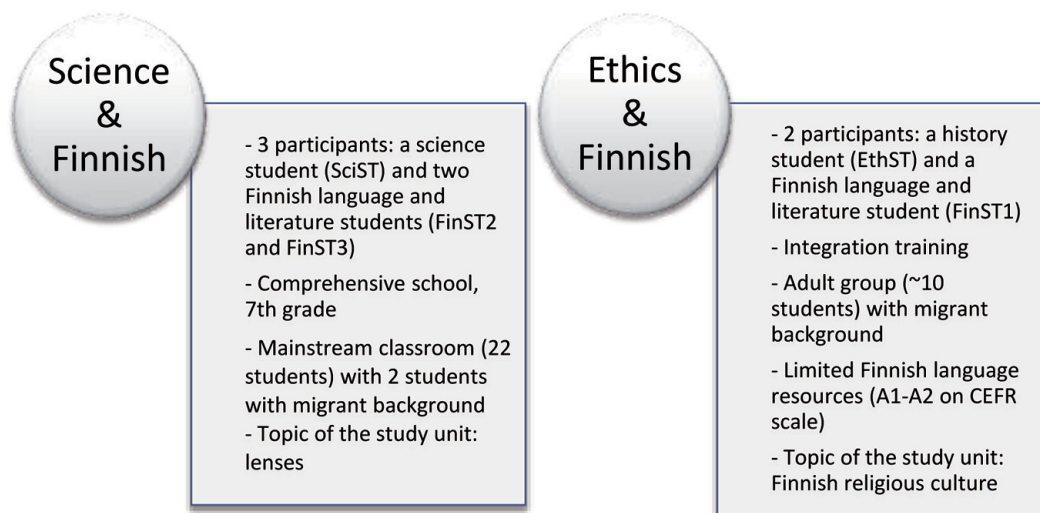 Science
&
Finnish
- 3 participants: a science
student (SciST) and two
Finnish language and
literature students (FinST2
and FinST3)
- Comprehensive school,
7th grade
- Mainstream classroom (22
students) with 2 students
with migrant background
- Topic of the study unit:
lenses
Ethics
&
Finnish
- 2 participants: a history
student (EthST) and a
Finnish language and
literature student (FinST1)
- Integration training
- Adult group (~10
students) with migrant
background
- Limited Finnish language
resources (A1-A2 on CEFR
scale)
- Topic of the study unit:
Finnish religious culture